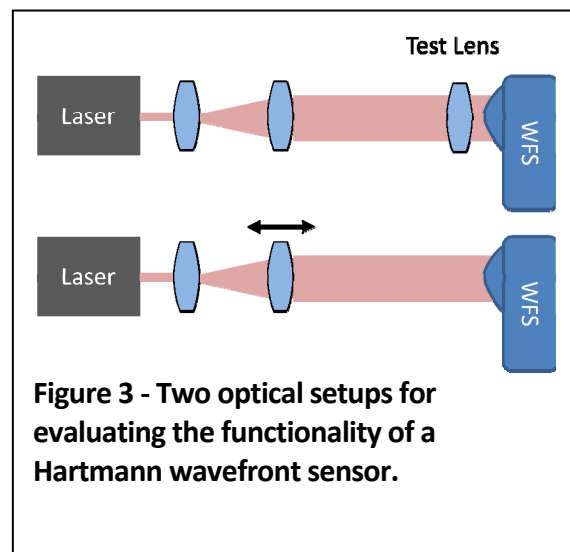 Test Lens
Laser
WFS
Laser
WFS
Figure 3 - Two optical setups for
evaluating the functionality of a
Hartmann wavefront sensor.